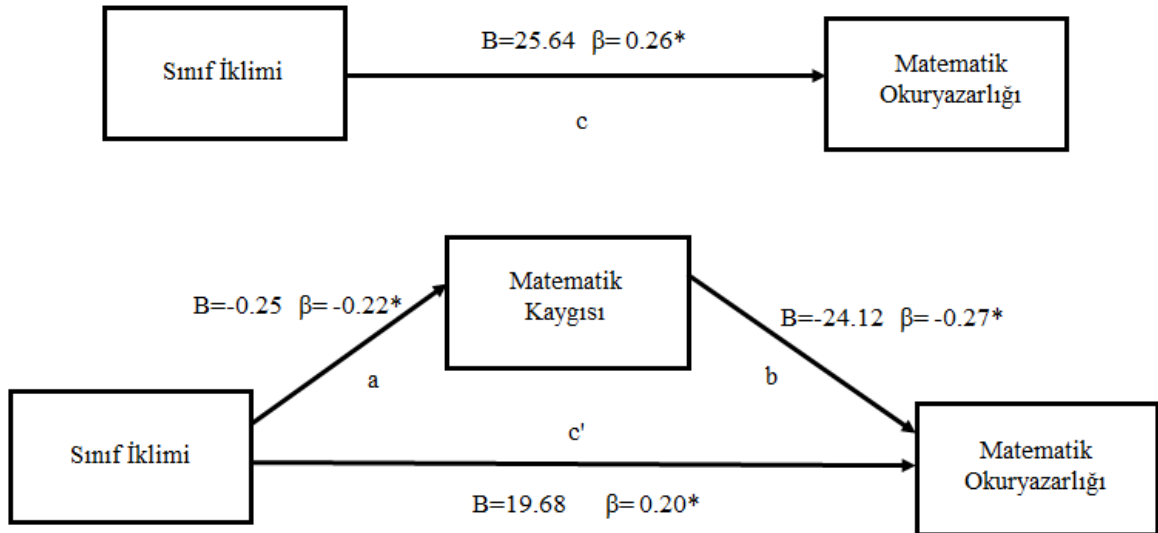 B=25.64 β= 0.26*
Sınıf İklimi
Matematik
Okuryazarlığı
c
Matematik
Kaygısı
B=-0.25 β= -0.22*
B=-24.12 β= -0.27*
a
b
Sınıf İklimi
c'
Matematik
Okuryazarlığı
B=19.68 β= 0.20*